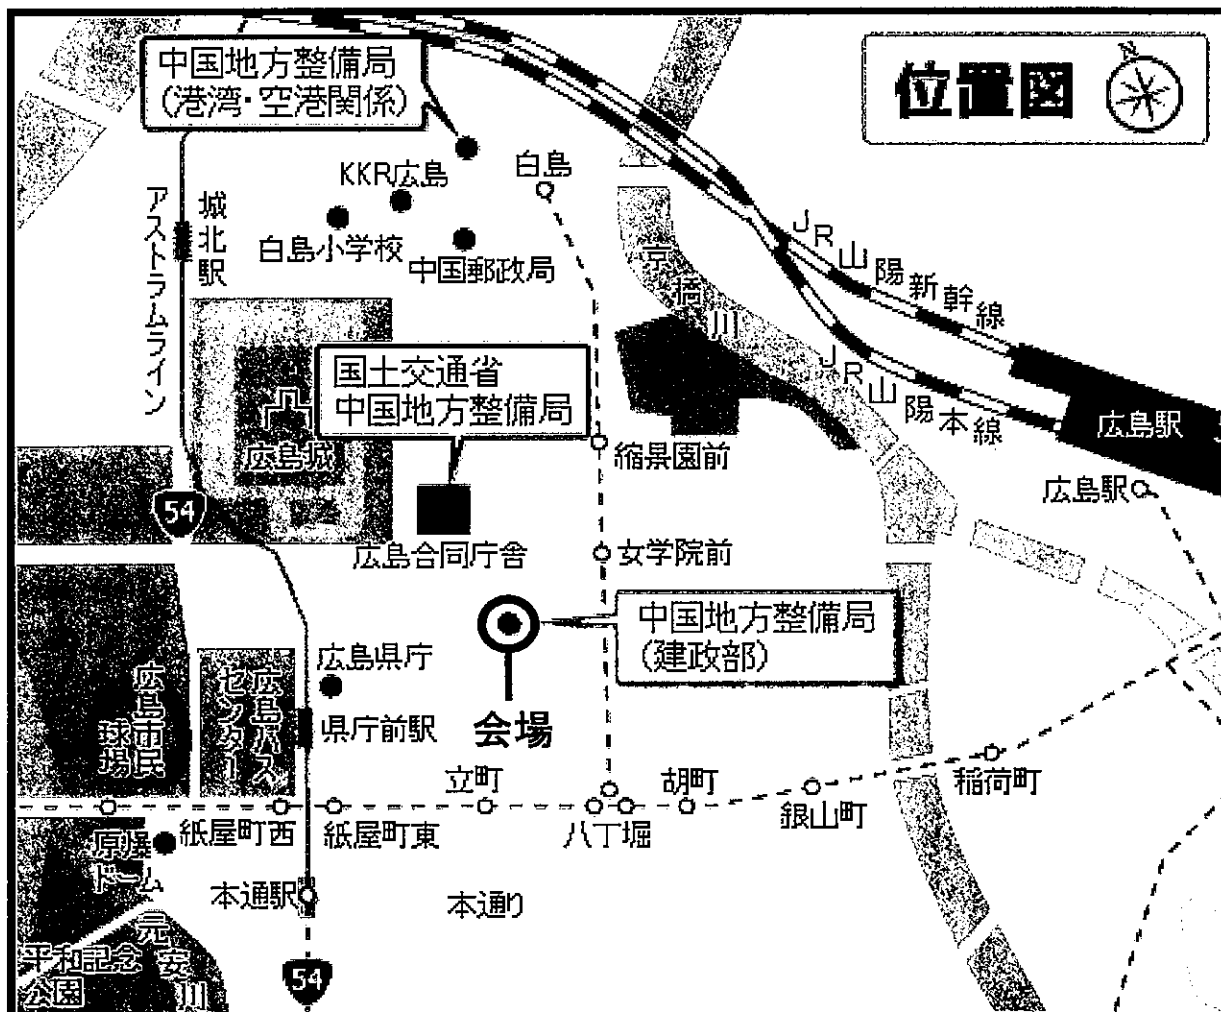 中国地方整備局
(港湾・空港関係)
位置図
N
KKR広島
白島
白島小学校
中国郵政局
城北駅
アストラムライン
京橋川
JR山陽新幹線
JR山陽本線
広島駅
広島駅
国土交通省
中国地方整備局
広島城
縮景園前
54
広島合同庁舎
女学院前
中国地方整備局
(建政部)
会場
広島県庁
県庁前駅
広島市民
球場
広島バス
センター
立町
胡町
銀山町
稲荷町
紙屋町西
紙屋町東
八丁堀
原爆
ドーム
本通駅
本通り
元安川
平和記念
公園
54